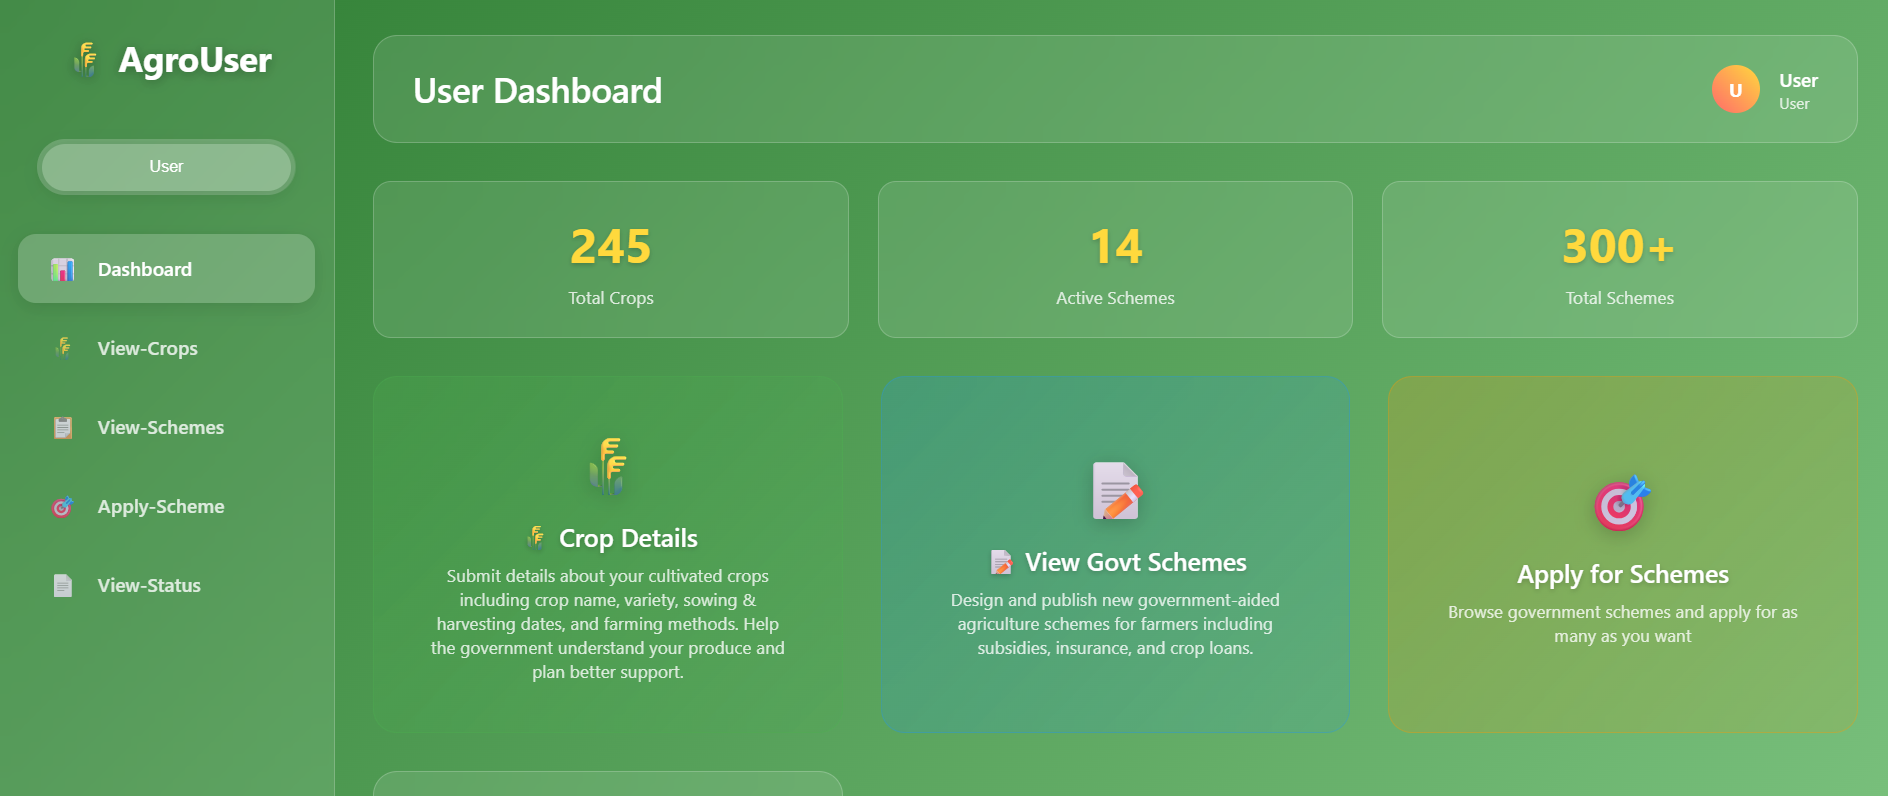 AgroUser
User
Dashboard
View-Crops
View-Schemes
Apply-Scheme
View-Status
User Dashboard
U
User
User
245
Total Crops
14
Active Schemes
300+
Total Schemes
Crop Details
Submit details about your cultivated crops
including crop name, variety, sowing &
harvesting dates, and farming methods. Help
the government understand your produce and
plan better support.
View Govt Schemes
Design and publish new government-aided
agriculture schemes for farmers including
subsidies, insurance, and crop loans.
Apply for Schemes
Browse government schemes and apply for as
many as you want